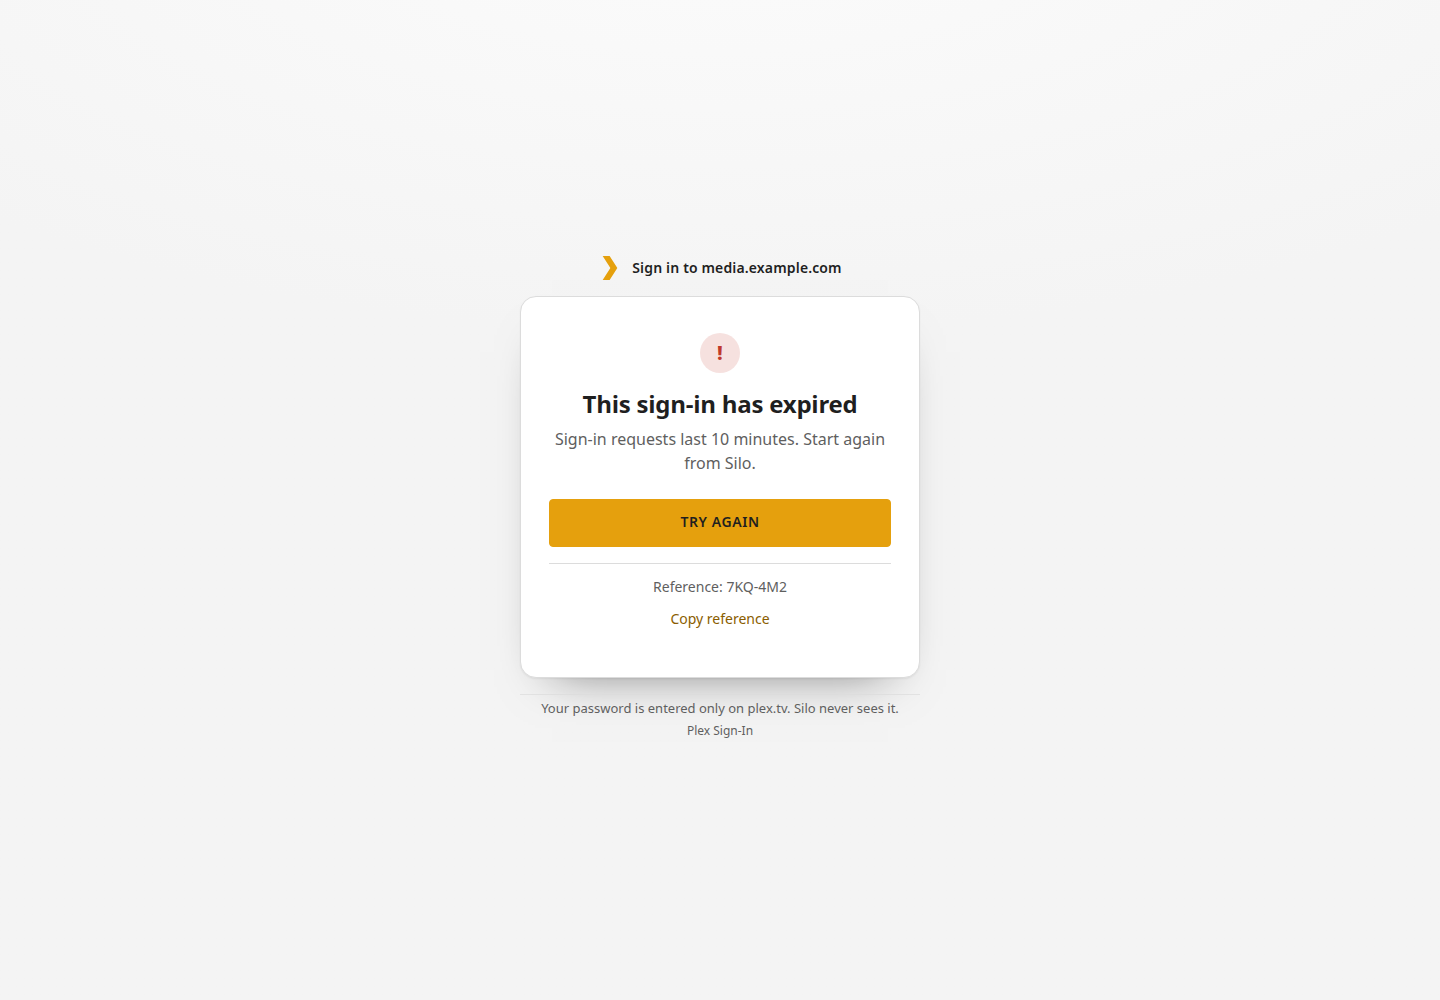 Sign in to media.example.com
!
This sign-in has expired
Sign-in requests last 10 minutes. Start again
from Silo.
TRY AGAIN
Reference: 7KQ-4M2
Copy reference
Your password is entered only on plex.tv. Silo never sees it.
Plex Sign-In